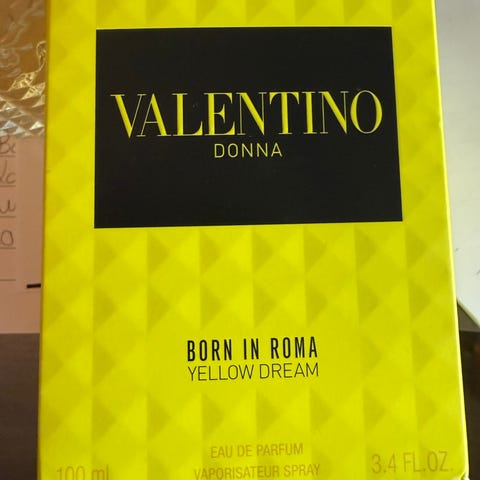 VALENTINO
DONNA
BORN IN ROMA
YELLOW DREAM
EAU DE PARFUM
100 ml
VAPORISATEUR SPRAY
3.4 FL.OZ.